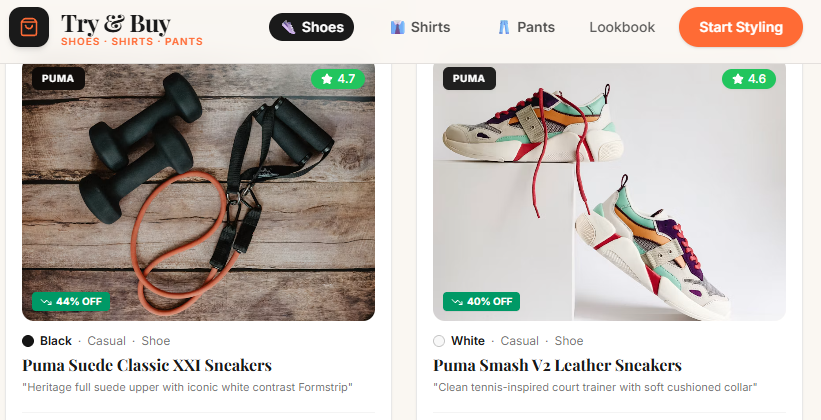 Try & Buy
SHOES · SHIRTS · PANTS
Shoes
Shirts
Pants
Lookbook
Start Styling
PUMA
4.7
44% OFF
Black · Casual · Shoe
Puma Suede Classic XXI Sneakers
"Heritage full suede upper with iconic white contrast Formstrip"
PUMA
4.6
40% OFF
White · Casual · Shoe
Puma Smash V2 Leather Sneakers
"Clean tennis-inspired court trainer with soft cushioned collar"